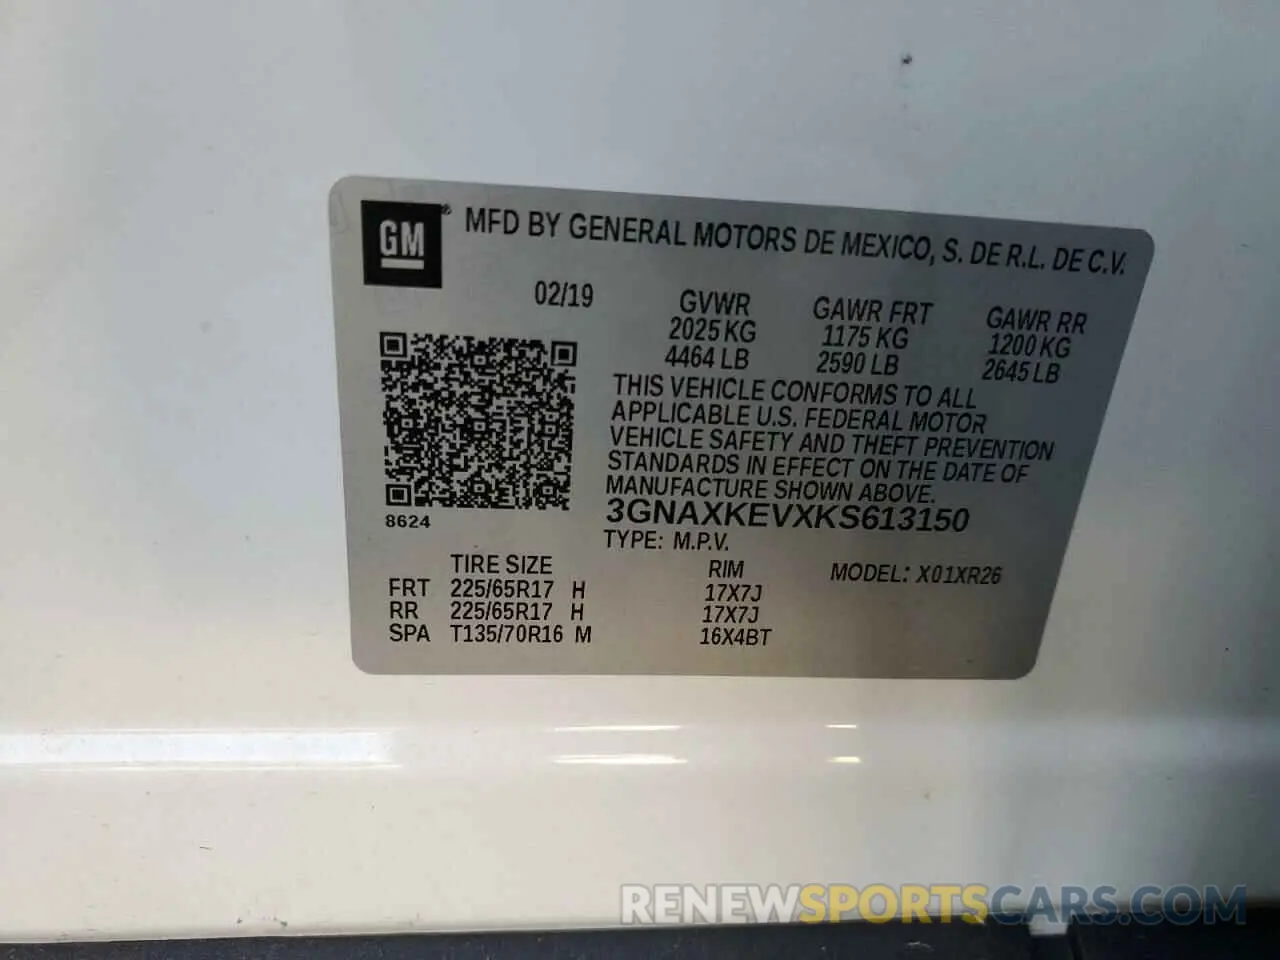 GM® MFD BY GENERAL MOTORS DE MEXICO, S. DE R.L. DE C.V.
02/19 GVWR GAWR FRT GAWR RR
2025 KG 1175 KG 1200 KG
4464 LB 2590 LB 2645 LB
THIS VEHICLE CONFORMS TO ALL
APPLICABLE U.S. FEDERAL MOTOR
VEHICLE SAFETY AND THEFT PREVENTION
STANDARDS IN EFFECT ON THE DATE OF
MANUFACTURE SHOWN ABOVE.
8624 3GNAXKEVXKS613150
TYPE: M.P.V.
TIRE SIZE RIM MODEL: X01XR26
FRT 225/65R17 H 17X7J
RR 225/65R17 H 17X7J
SPA T135/70R16 M 16X4BT
RENEWSPORTSCARS.COM